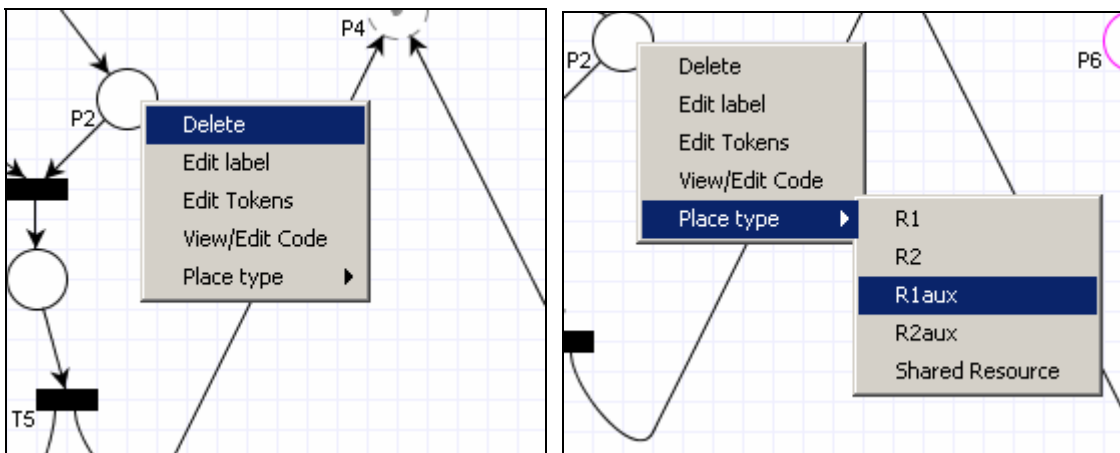 P4
P2
Delete
Edit label
Edit Tokens
View/Edit Code
Place type
T5
P2
P6
Delete
Edit label
Edit Tokens
View/Edit Code
Place type
R1
R2
R1aux
R2aux
Shared Resource